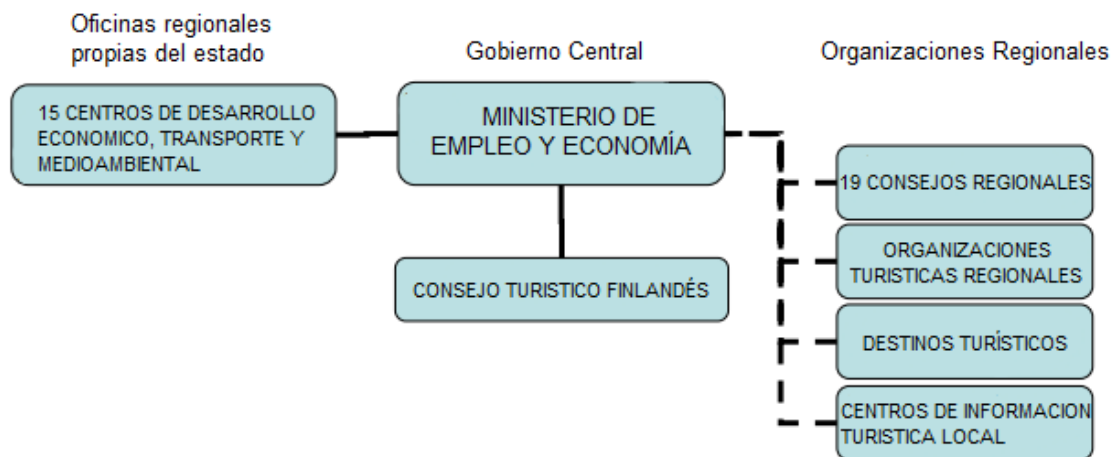 Oficinas regionales
propias del estado
Gobierno Central
Organizaciones Regionales
15 CENTROS DE DESARROLLO
ECONOMICO, TRANSPORTE Y
MEDIOAMBIENTAL
MINISTERIO DE
EMPLEO Y ECONOMÍA
CONSEJO TURISTICO FINLANDÉS
19 CONSEJOS REGIONALES
ORGANIZACIONES
TURISTICAS REGIONALES
DESTINOS TURÍSTICOS
CENTROS DE INFORMACION
TURISTICA LOCAL